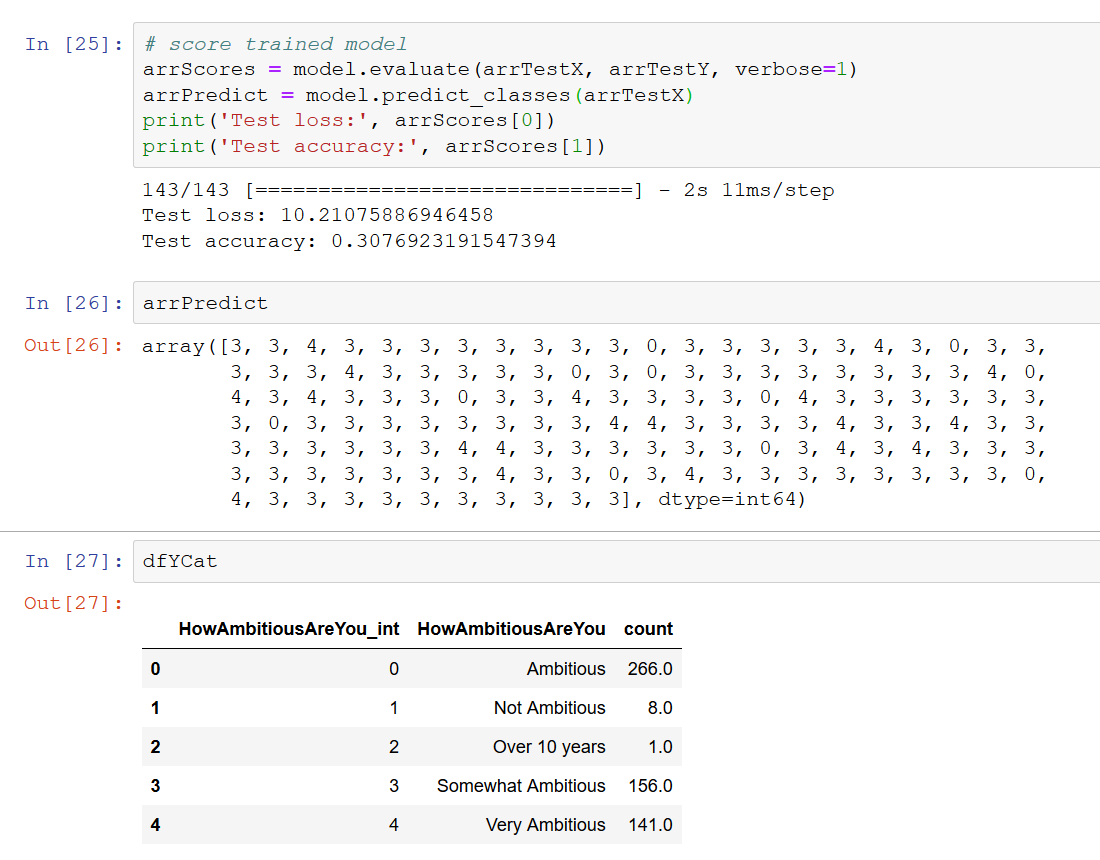 In [25]:
# score trained model
arrScores = model.evaluate(arrTestX, arrTestY, verbose=1)
arrPredict = model.predict_classes(arrTestX)
print('Test loss:', arrScores[0])
print('Test accuracy:', arrScores[1])
143/143 [==============================] - 2s 11ms/step
Test loss: 10.21075886946458
Test accuracy: 0.3076923191547394
In [26]:
arrPredict
Out[26]:
array([3, 3, 4, 3, 3, 3, 3, 3, 3, 3, 3, 0, 3, 3, 3, 3, 3, 4, 3, 0, 3, 3,
3, 3, 3, 4, 3, 3, 3, 3, 3, 0, 3, 0, 3, 3, 3, 3, 3, 3, 3, 3, 4, 0,
4, 3, 4, 3, 3, 3, 0, 3, 3, 4, 3, 3, 3, 3, 0, 4, 3, 3, 3, 3, 3, 3,
3, 0, 3, 3, 3, 3, 3, 3, 3, 3, 4, 4, 3, 3, 3, 3, 4, 3, 3, 4, 3, 3,
3, 3, 3, 3, 3, 3, 4, 4, 3, 3, 3, 3, 3, 3, 0, 3, 4, 3, 4, 3, 3, 3,
3, 3, 3, 3, 3, 3, 3, 4, 3, 3, 0, 3, 4, 3, 3, 3, 3, 3, 3, 3, 3, 0,
4, 3, 3, 3, 3, 3, 3, 3, 3, 3, 3], dtype=int64)
In [27]:
dfYCat
Out[27]:
HowAmbitiousAreYou_int HowAmbitiousAreYou count
0 0 Ambitious 266.0
1 1 Not Ambitious 8.0
2 2 Over 10 years 1.0
3 3 Somewhat Ambitious 156.0
4 4 Very Ambitious 141.0